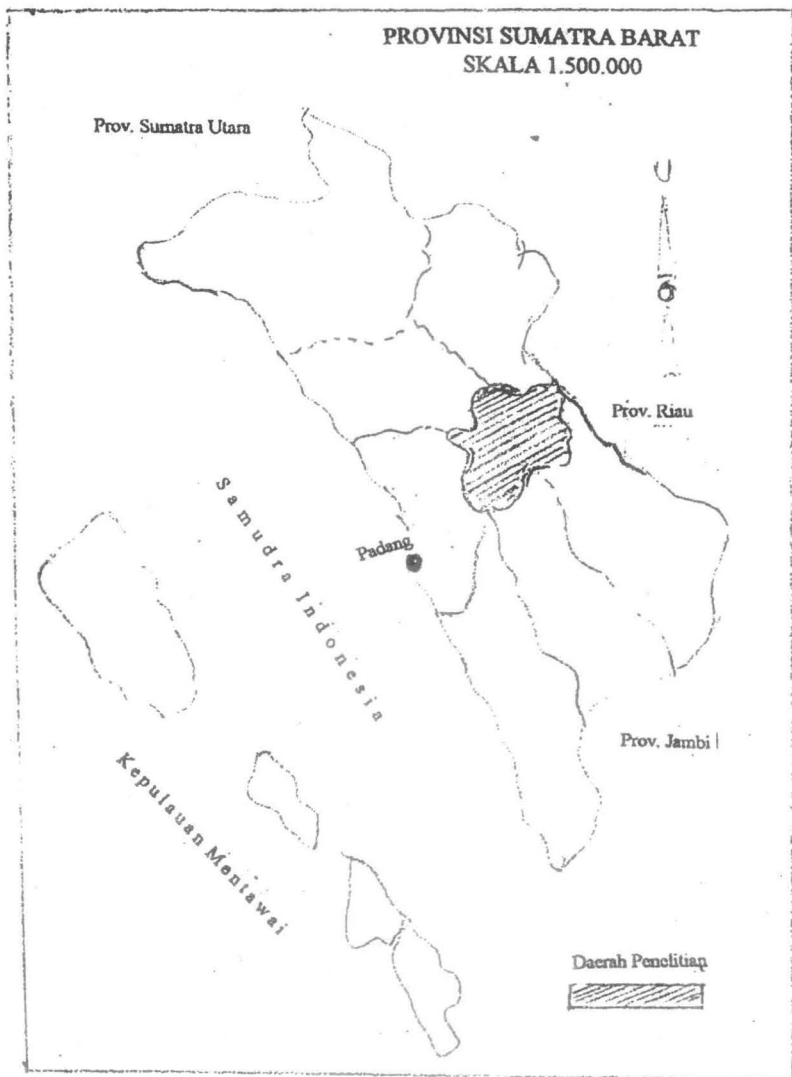 PROVINSI SUMATRA BARAT
SKALA 1.500.000
Prov. Sumatra Utara
U
Prov. Riau
Padang
Samudra Indonesia
Prov. Jambi
Kepulauan Mentawai
Daerah Penelitian